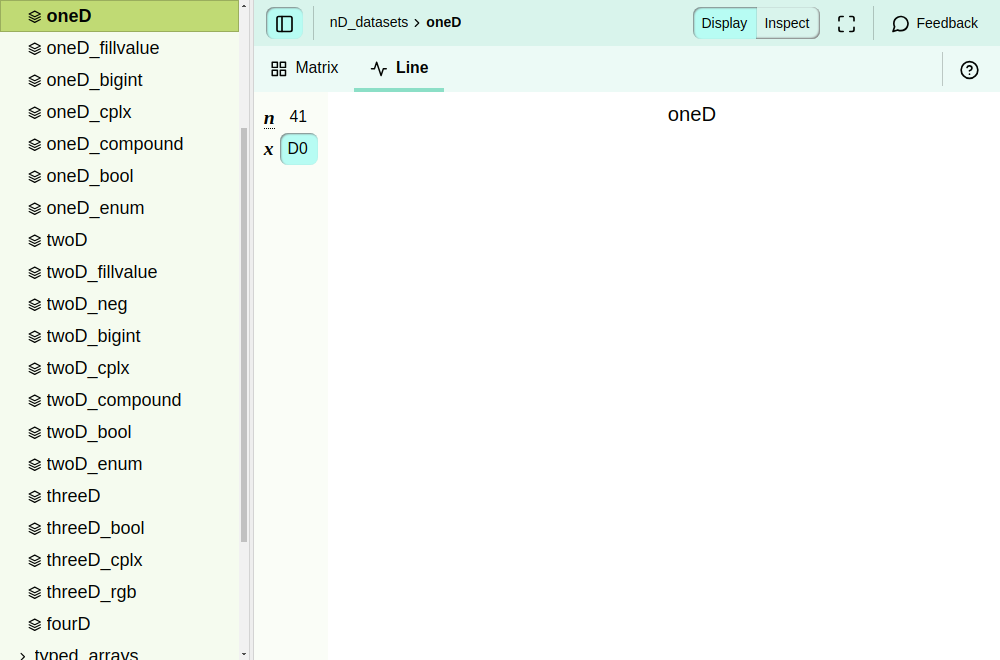 oneD
oneD_fillvalue
oneD_bigint
oneD_cplx
oneD_compound
oneD_bool
oneD_enum
twoD
twoD_fillvalue
twoD_neg
twoD_bigint
twoD_cplx
twoD_compound
twoD_bool
twoD_enum
threeD
threeD_bool
threeD_cplx
threeD_rgb
fourD
typed_arrays
nD_datasets › oneD
Display Inspect
Feedback
Matrix Line
n 41
x D0
oneD